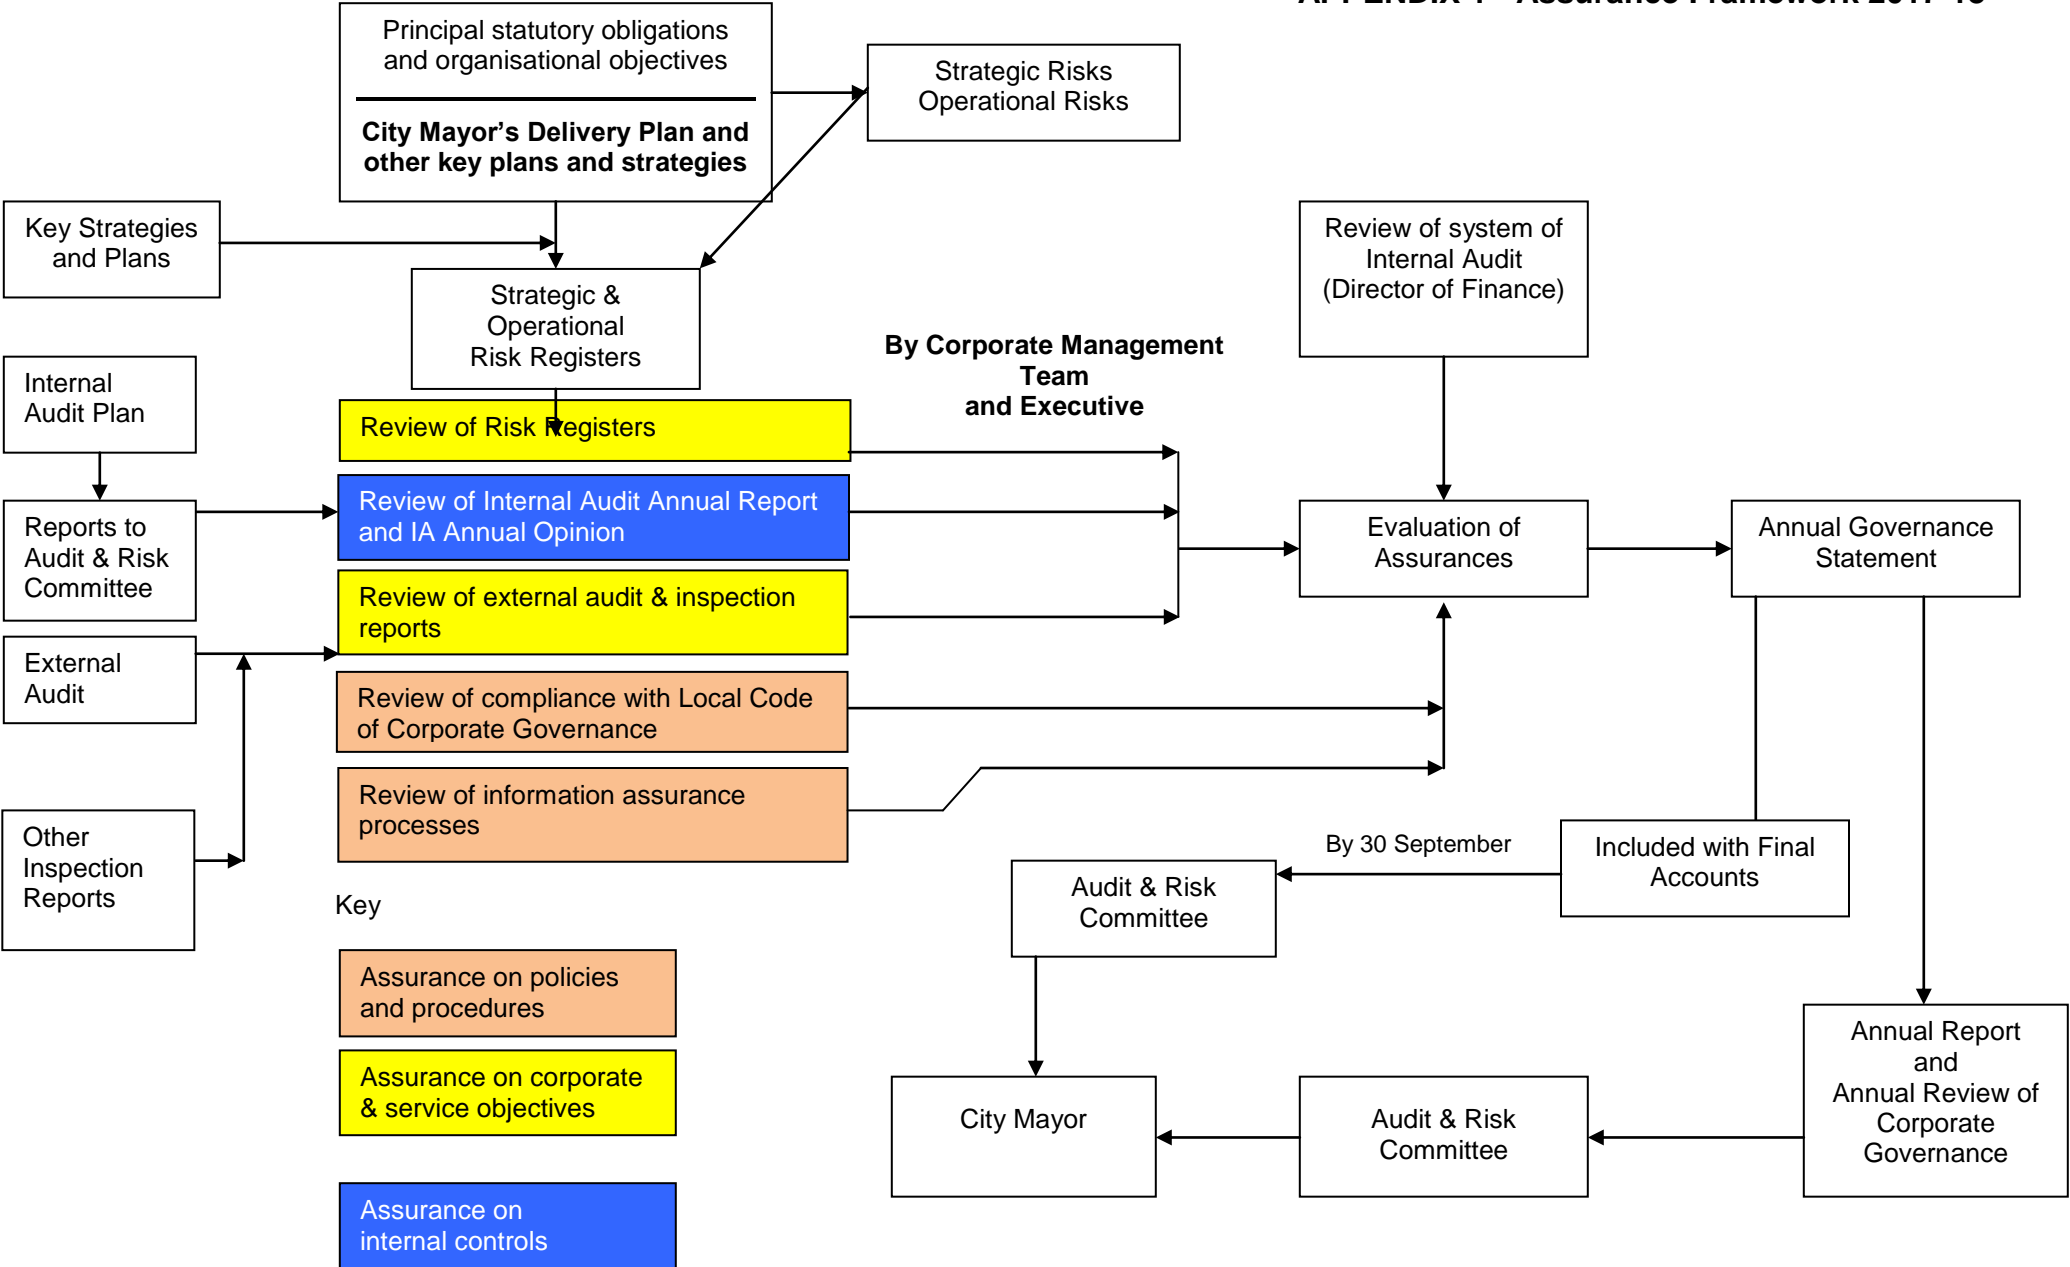 APPENDIX 1 - Assurance Framework 2017-18
Principal statutory obligations
and organisational objectives
City Mayor’s Delivery Plan and
other key plans and strategies
Strategic Risks
Operational Risks
Key Strategies
and Plans
Strategic &
Operational
Risk Registers
Review of system of
Internal Audit
(Director of Finance)
By Corporate Management
Team
and Executive
Internal
Audit Plan
Review of Risk Registers
Reports to
Audit & Risk
Committee
Review of Internal Audit Annual Report
and IA Annual Opinion
Evaluation of
Assurances
Annual Governance
Statement
Review of external audit & inspection
reports
External
Audit
Review of compliance with Local Code
of Corporate Governance
Review of information assurance
processes
Other
Inspection
Reports
By 30 September
Included with Final
Accounts
Audit & Risk
Committee
Key
Assurance on policies
and procedures
Assurance on corporate
& service objectives
Assurance on
internal controls
City Mayor
Audit & Risk
Committee
Annual Report
and
Annual Review of
Corporate
Governance